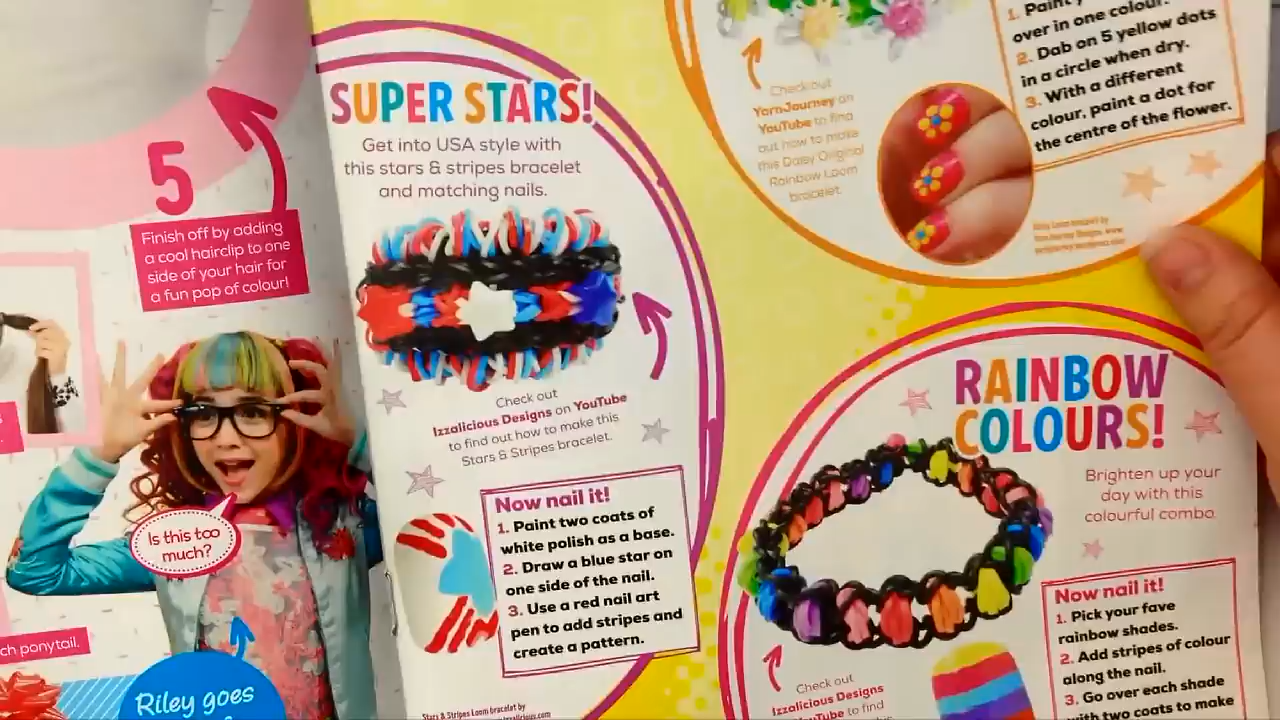 5
Finish off by adding
a cool hairclip to one
side of your hair for
a fun pop of colour!
Is this too
much?
ch ponytail.
Riley goes
SUPER STARS!
Get into USA style with
this stars & stripes bracelet
and matching nails.
Check out
Izzalicious Designs on YouTube
to find out how to make this
Stars & Stripes bracelet.
Now nail it!
1. Paint two coats of
white polish as a base.
2. Draw a blue star on
one side of the nail.
3. Use a red nail art
pen to add stripes and
create a pattern.
Stars & Stripes Loom bracelet by
Check out
YarnJourney on
YouTube to find
out how to make
this Daisy Original
Rainbow Loom
bracelet.
1. Paint
over in one colour.
2. Dab on 5 yellow dots
in a circle when dry.
3. With a different
colour, paint a dot for
the centre of the flower.
RAINBOW
COLOURS!
Brighten up your
day with this
colourful combo.
Now nail it!
1. Pick your fave
rainbow shades.
2. Add stripes of colour
along the nail.
3. Go over each shade
with two coats to make
Check out
Izzalicious Designs
YouTube to find